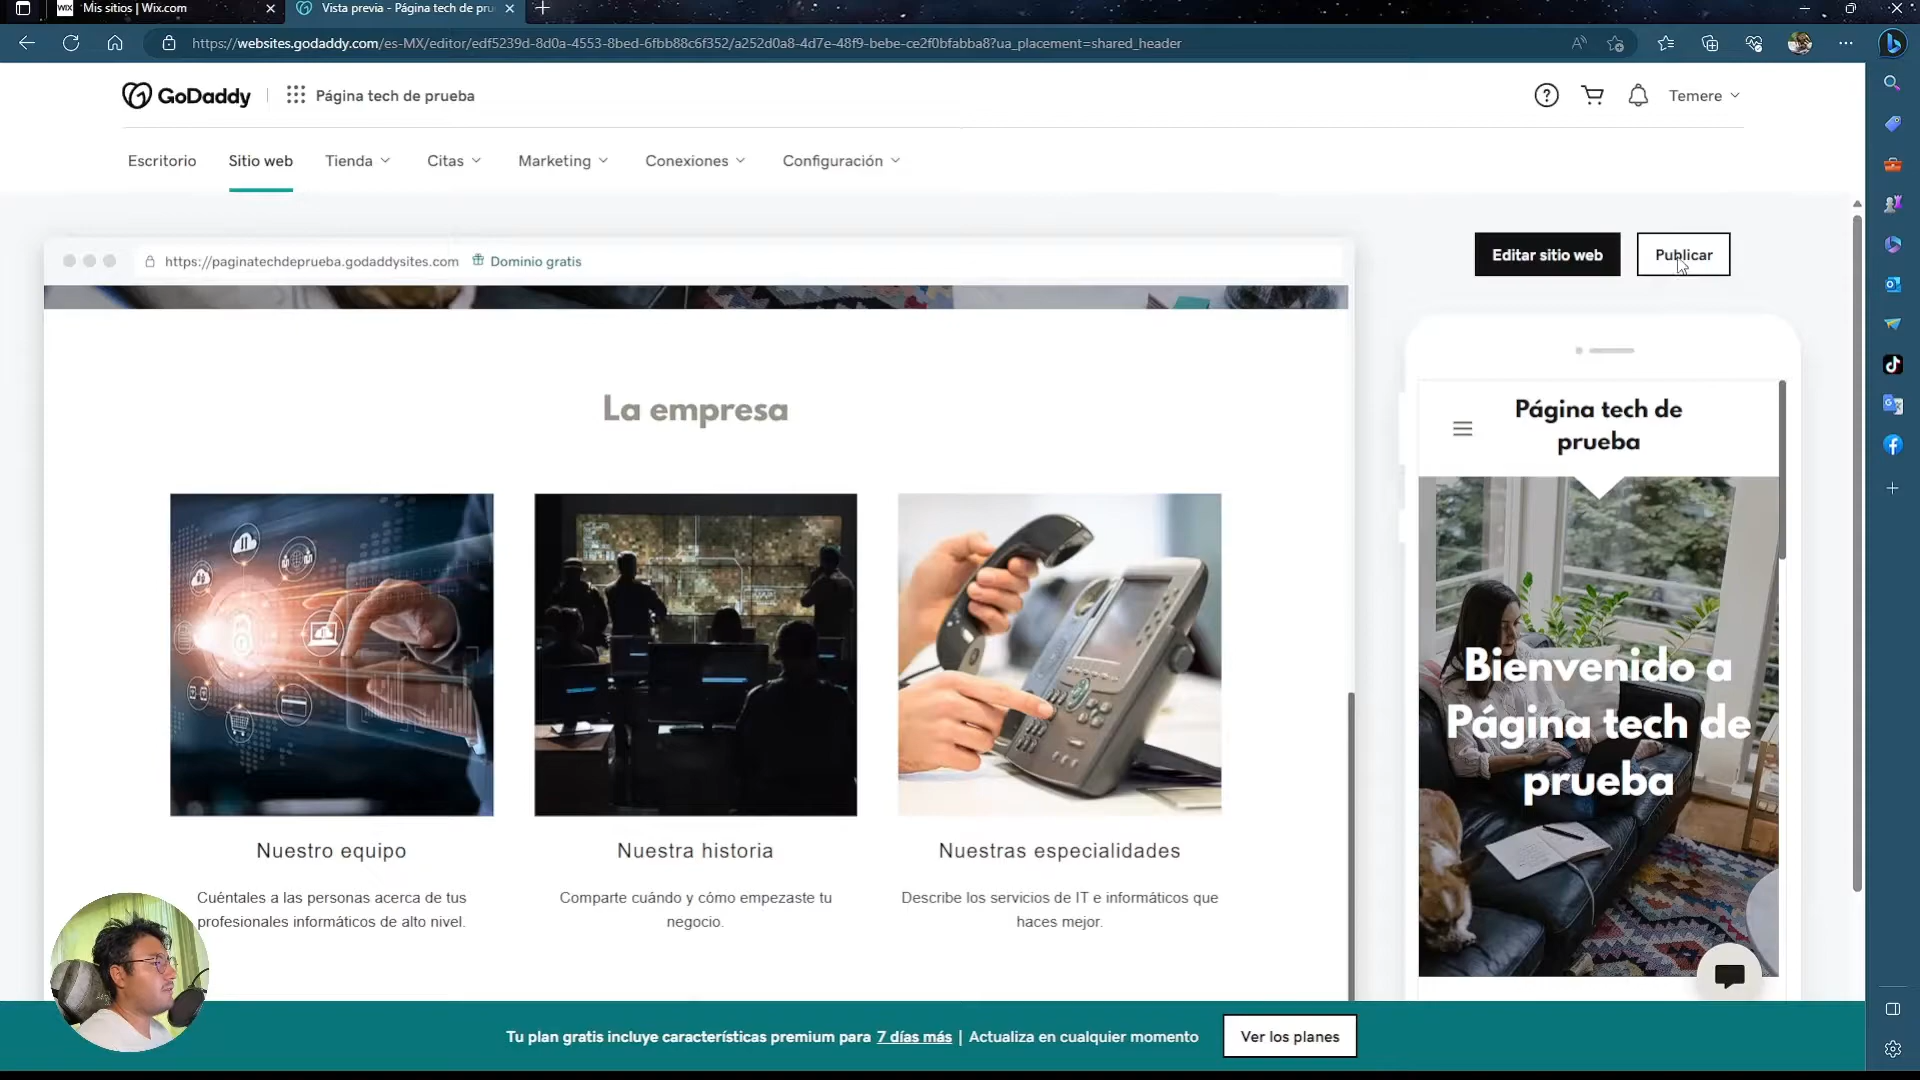 Mis sitios | Wix.com
Vista previa - Página tech de pru
https://websites.godaddy.com/es-MX/editor/edf5239d-8d0a-4553-8bed-6fbb88c6f352/a252d0a8-4d7e-48f9-bebe-ce2f0bfabba8?ua_placement=shared_header
GoDaddy
Página tech de prueba
Temere
Escritorio
Sitio web
Tienda
Citas
Marketing
Conexiones
Configuración
https://paginatechdeprueba.godaddysites.com
Dominio gratis
Editar sitio web
Publicar
La empresa
Nuestro equipo
Cuéntales a las personas acerca de tus
profesionales informáticos de alto nivel.
Nuestra historia
Comparte cuándo y cómo empezaste tu
negocio.
Nuestras especialidades
Describe los servicios de IT e informáticos que
haces mejor.
Página tech de
prueba
Bienvenido a
Página tech de
prueba
Tu plan gratis incluye características premium para 7 días más | Actualiza en cualquier momento
Ver los planes